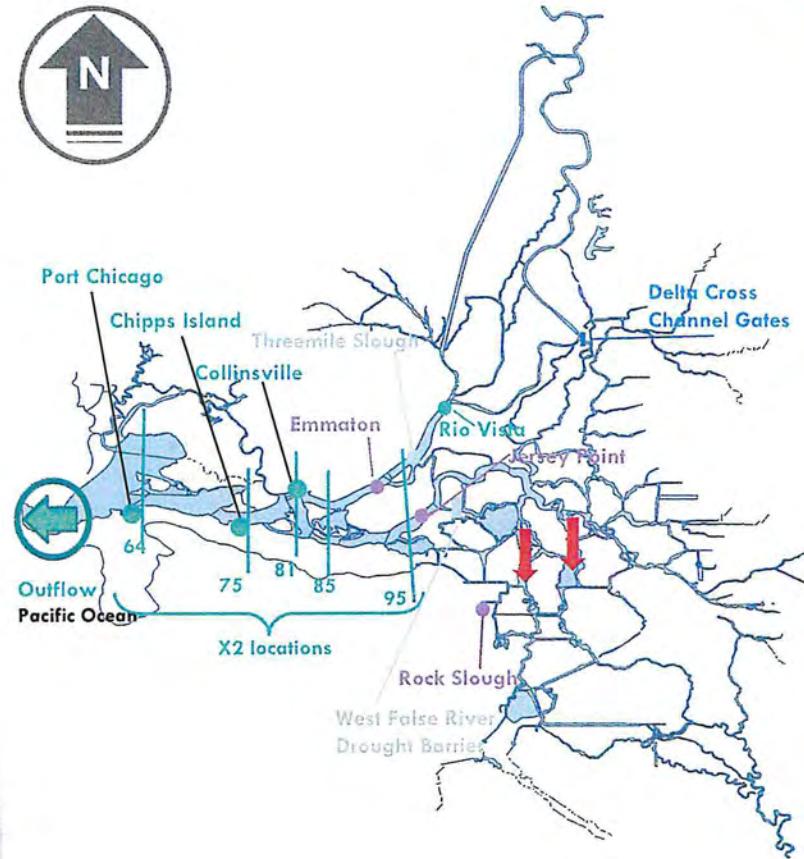 N
Port Chicago
Chipps Island
Threemile Slough
Collinsville
Delta Cross
Channel Gates
Emmaton
Rio Vista
Jersey Point
64
75
81
85
95
Outflow
Pacific Ocean
X2 locations
Rock Slough
West False River
Drought Barrier